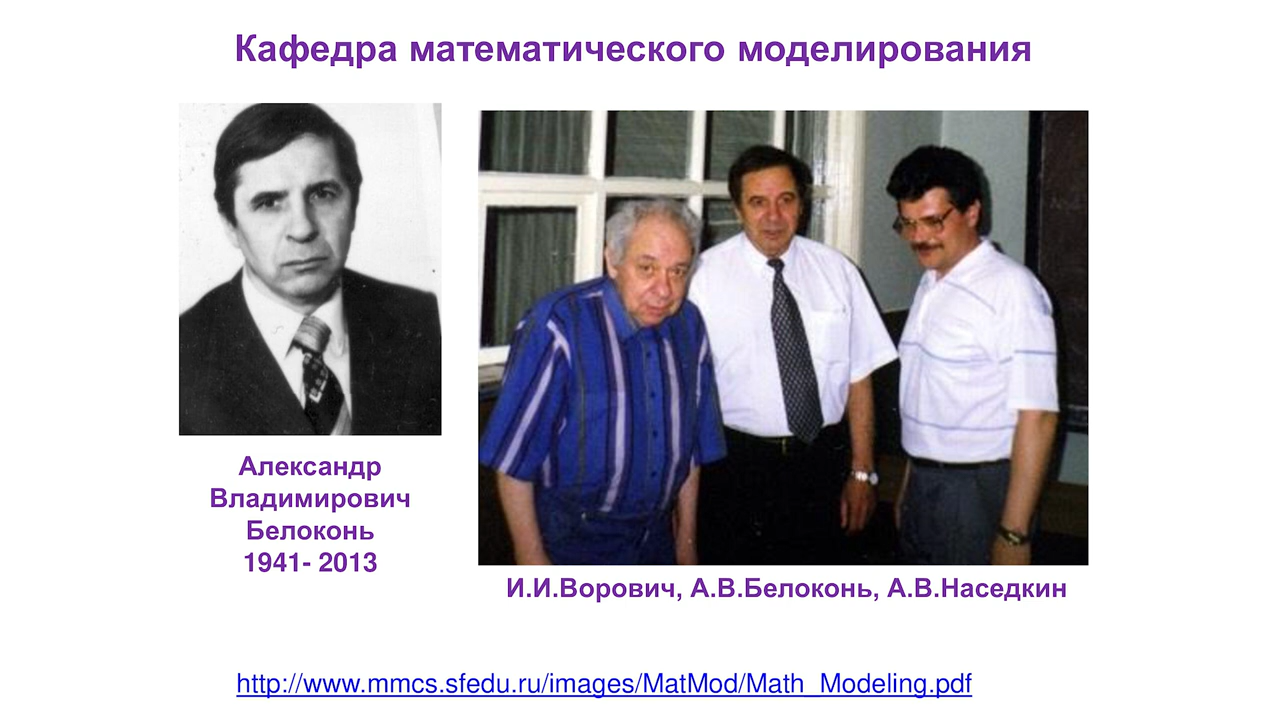 Кафедра математического моделирования
Александр
Владимирович
Белоконь
1941- 2013
И.И.Ворович, А.В.Белоконь, А.В.Наседкин
http://www.mmcs.sfedu.ru/images/MatMod/Math_Modeling.pdf